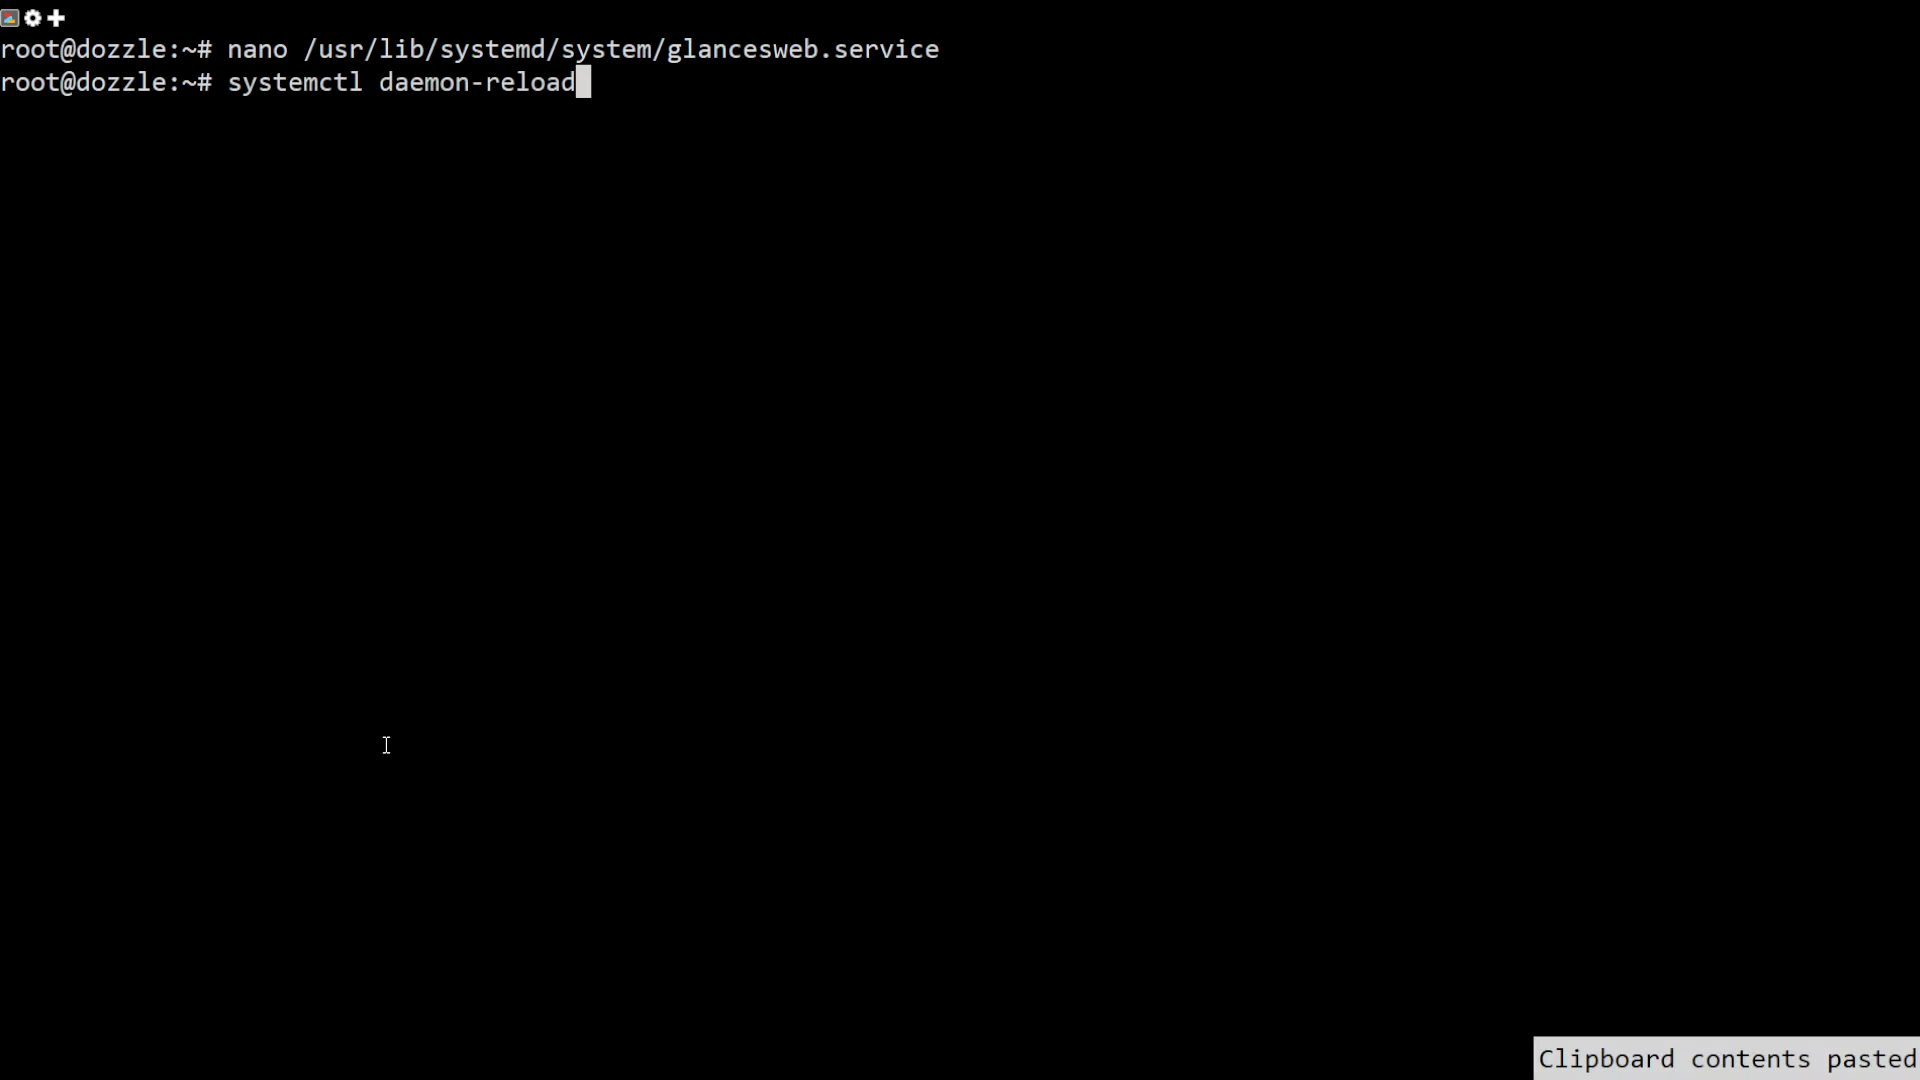 root@dozzle:~# nano /usr/lib/systemd/system/glancesweb.service
root@dozzle:~# systemctl daemon-reload
Clipboard contents pasted